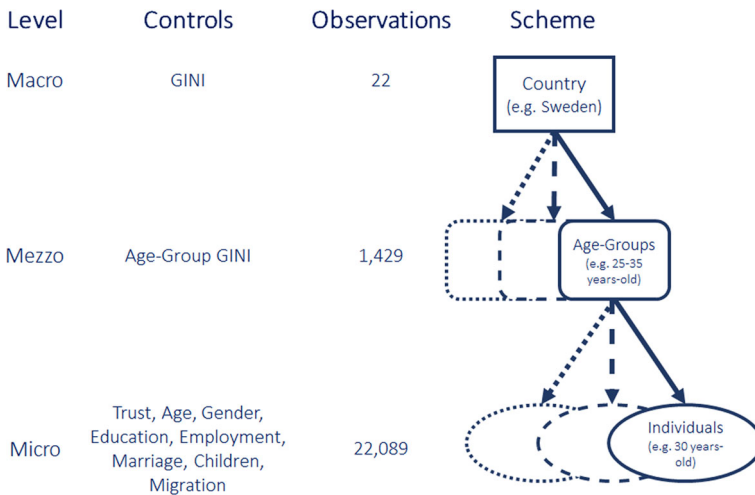 Level Controls Observations Scheme
Macro GINI 22 Country
(e.g. Sweden)
Mezzo Age-Group GINI 1,429 Age-Groups
(e.g. 25-35
years-old)
Micro Trust, Age, Gender,
Education, Employment,
Marriage, Children,
Migration
22,089
Individuals
(e.g. 30 years-
old)